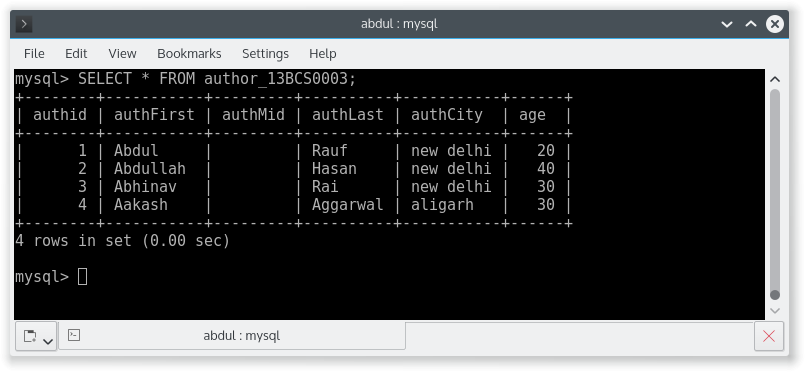 abdul : mysql
File Edit View Bookmarks Settings Help
mysql> SELECT * FROM author_13BCS0003;
+--------+-----------+---------+----------+-----------+------+
| authid | authFirst | authMid | authLast | authCity  | age  |
+--------+-----------+---------+----------+-----------+------+
|      1 | Abdul     |         | Rauf     | new delhi |   20 |
|      2 | Abdullah  |         | Hasan    | new delhi |   40 |
|      3 | Abhinav   |         | Rai      | new delhi |   30 |
|      4 | Aakash    |         | Aggarwal | aligarh   |   30 |
+--------+-----------+---------+----------+-----------+------+
4 rows in set (0.00 sec)
mysql>
abdul : mysql